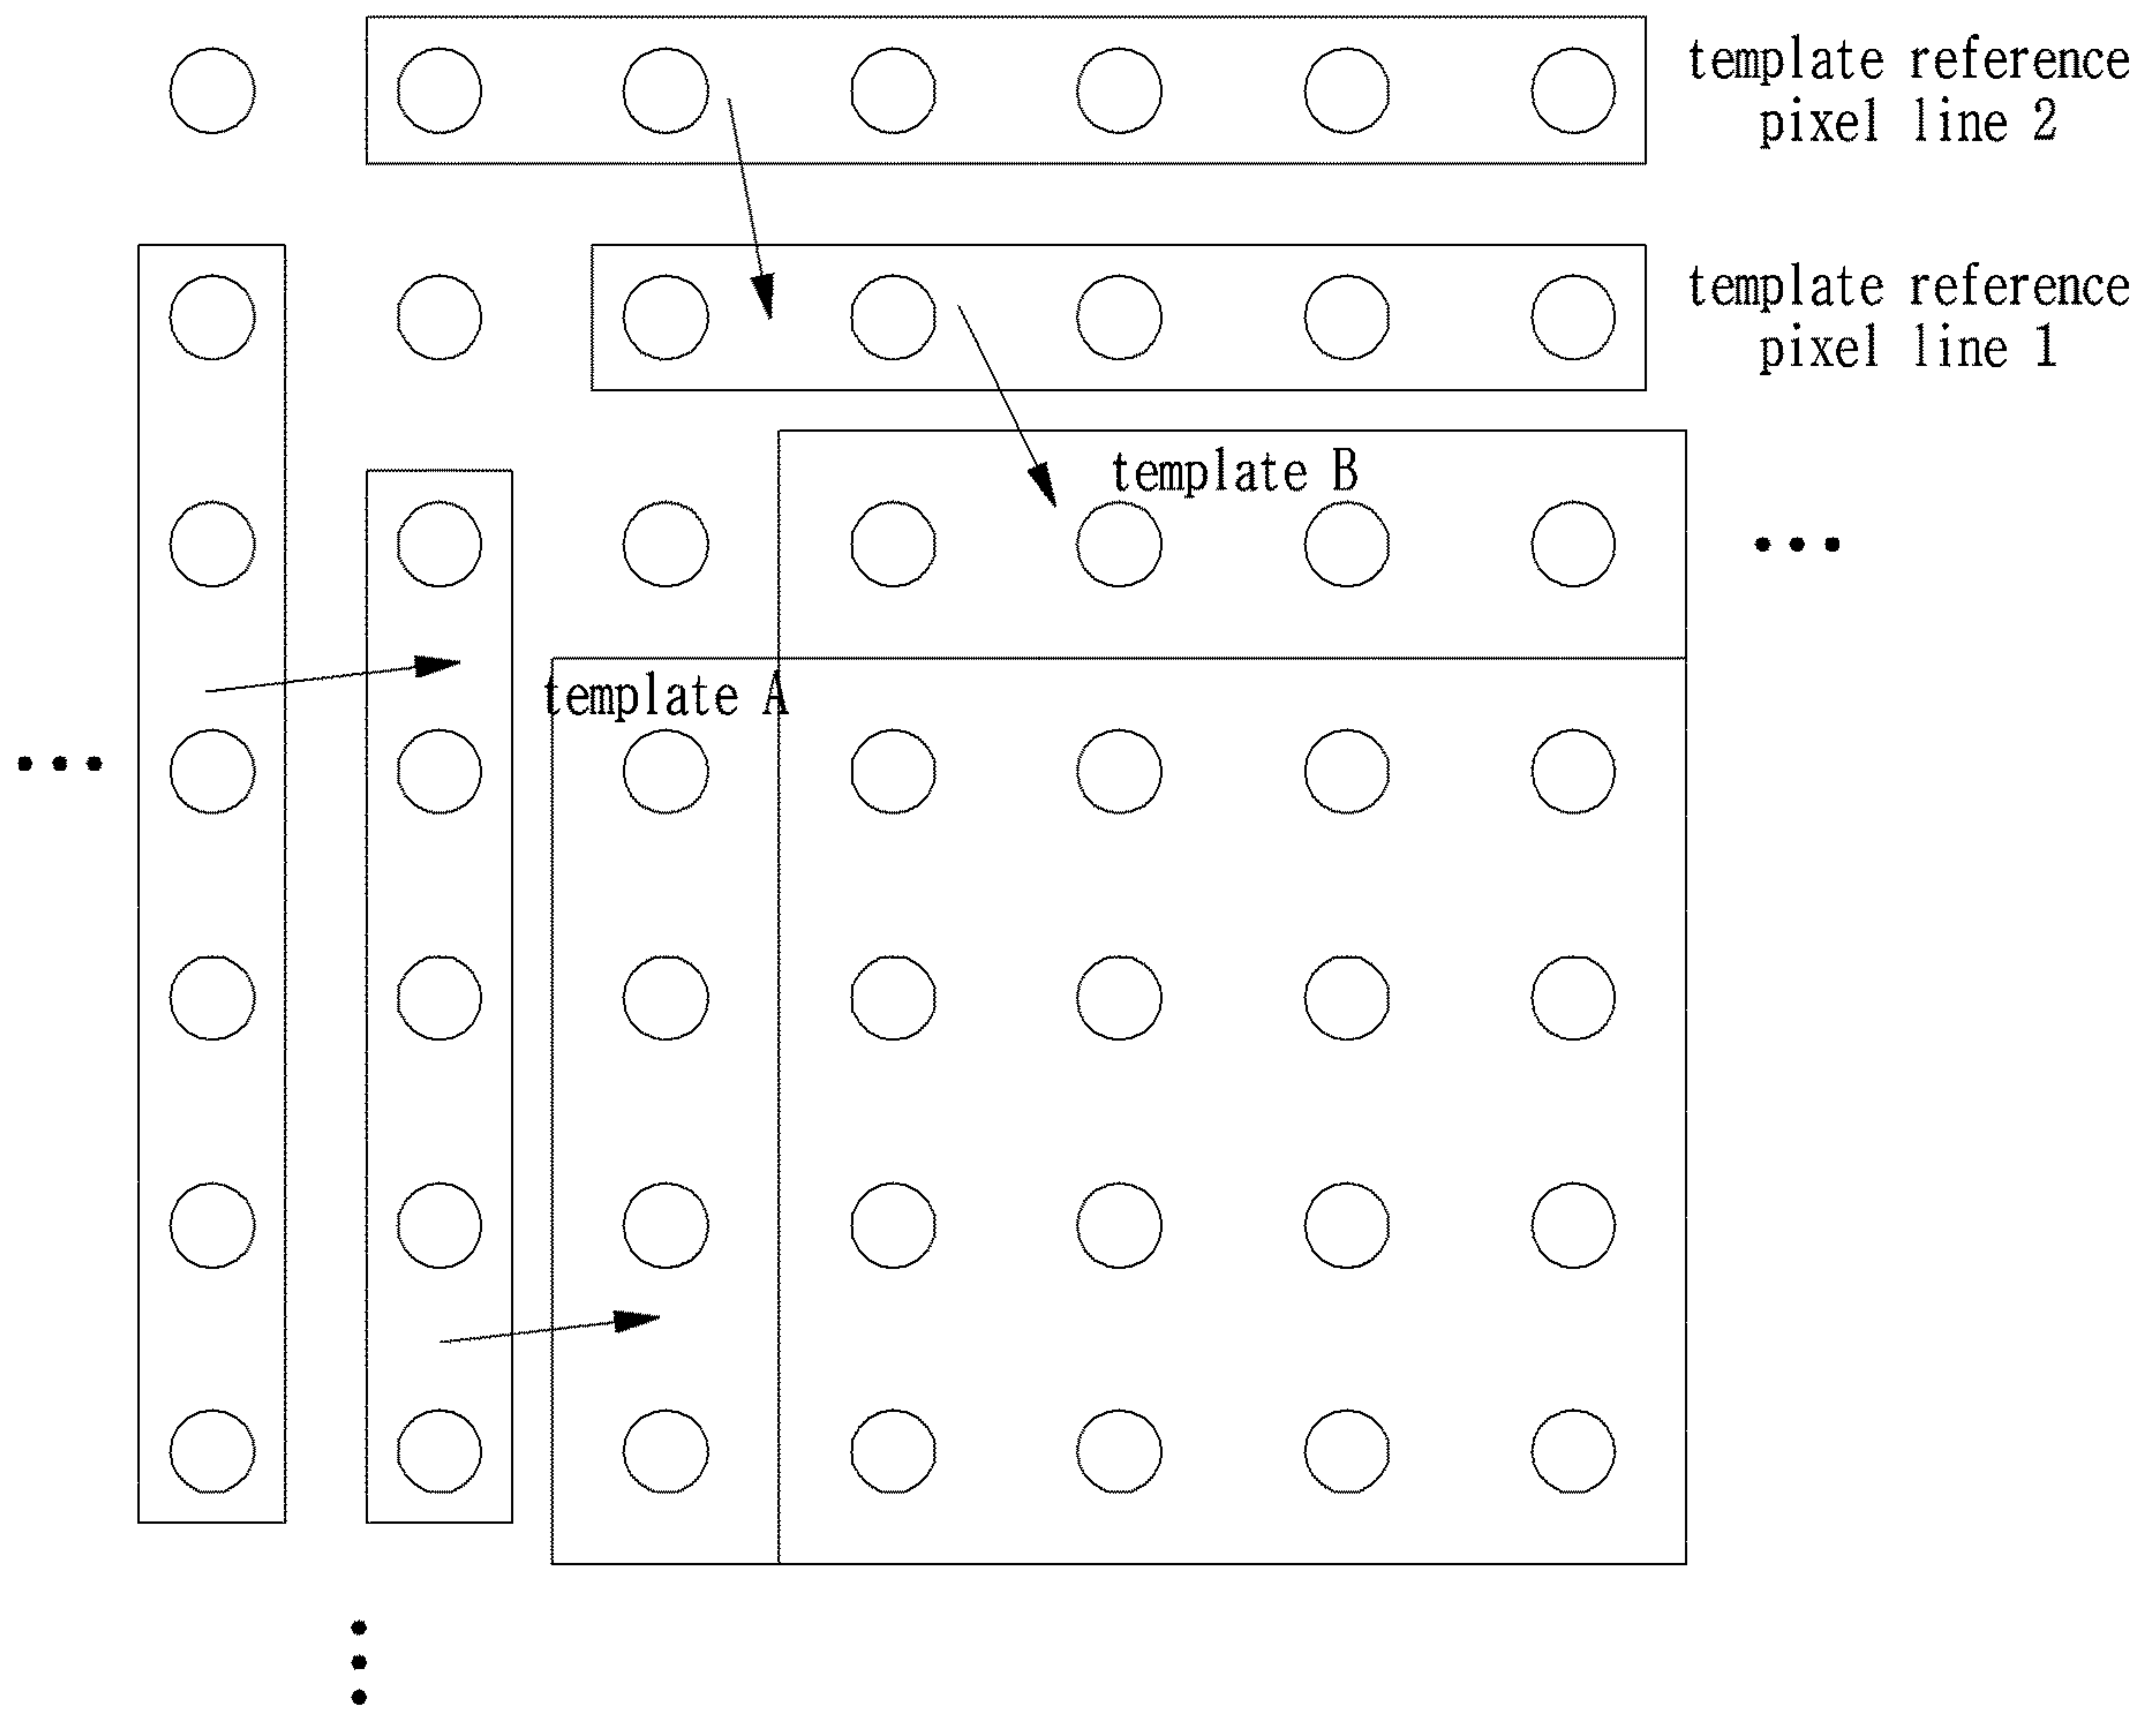 template reference
pixel line 2
template reference
pixel line 1
template B
template A